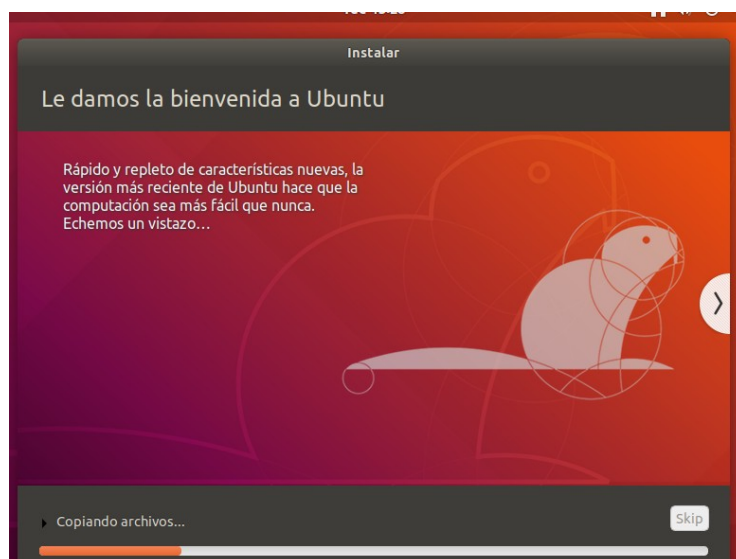 Instalar
Le damos la bienvenida a Ubuntu
Rápido y repleto de características nuevas, la
versión más reciente de Ubuntu hace que la
computación sea más fácil que nunca.
Echemos un vistazo…
Copiando archivos...
Skip